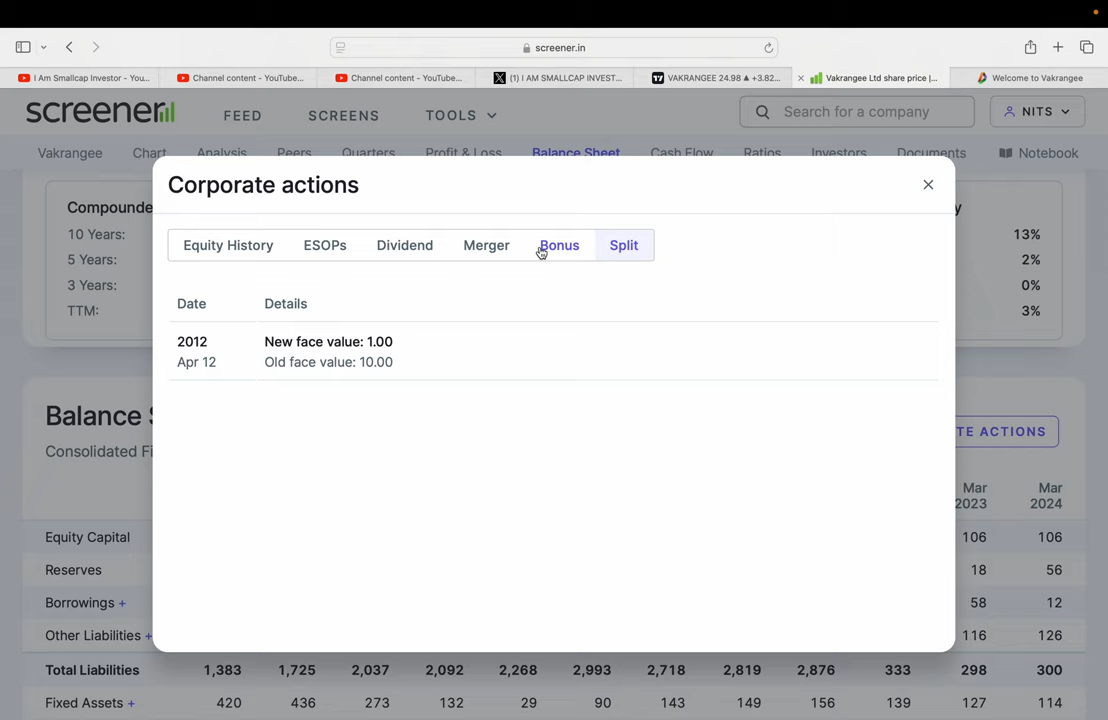 screener.in
I Am Smallcap Investor - You...
Channel content - YouTube...
Channel content - YouTube...
(1) I AM SMALLCAP INVEST...
VAKRANGEE 24.98 ▲ +3.82...
Vakrangee Ltd share price |...
Welcome to Vakrangee
screener
FEED
SCREENS
TOOLS
Search for a company
NITS
Vakrangee
Chart
Analysis
Peers
Quarters
Profit & Loss
Balance Sheet
Cash Flow
Ratios
Investors
Documents
Notebook
Corporate actions
Equity History
ESOPs
Dividend
Merger
Bonus
Split
Date
Details
2012
New face value: 1.00
Apr 12
Old face value: 10.00
Compounde
10 Years:
5 Years:
3 Years:
TTM:
y
13%
2%
0%
3%
Balance S
Consolidated Fi
TE ACTIONS
Mar 2023
Mar 2024
Equity Capital 106 106
Reserves 18 56
Borrowings + 58 12
Other Liabilities + 116 126
Total Liabilities 1,383 1,725 2,037 2,092 2,268 2,993 2,718 2,819 2,876 333 298 300
Fixed Assets + 420 436 273 132 29 90 143 149 156 139 127 114